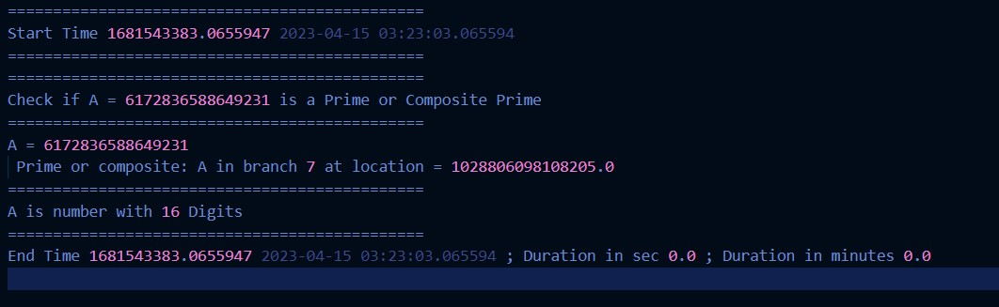 ==============================================
Start Time 1681543383.0655947 2023-04-15 03:23:03.065594
==============================================
==============================================
Check if A = 6172836588649231 is a Prime or Composite Prime
==============================================
A = 6172836588649231
Prime or composite: A in branch 7 at location = 1028806098108205.0
==============================================
A is number with 16 Digits
==============================================
End Time 1681543383.0655947 2023-04-15 03:23:03.065594 ; Duration in sec 0.0 ; Duration in minutes 0.0